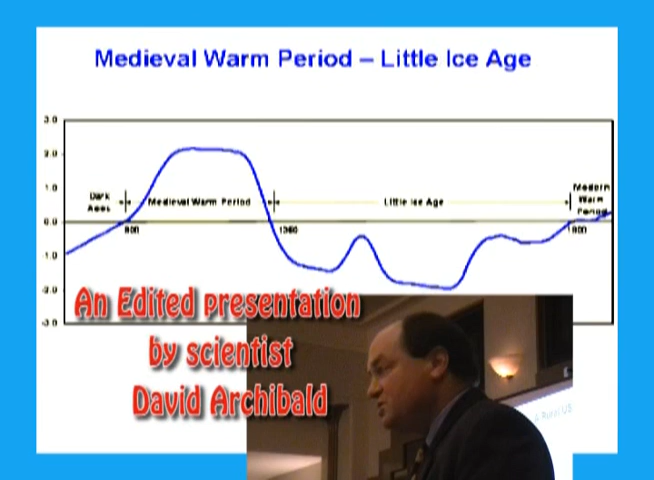 Medieval Warm Period – Little Ice Age
3.0
2.0
1.0
0.0
1.0
-2.0
-3.0
Dark
Ages
Medieval Warm Period
Little Ice Age
Modern
Warm
Period
900
1300
1900
An Edited presentation
by scientist
David Archibald